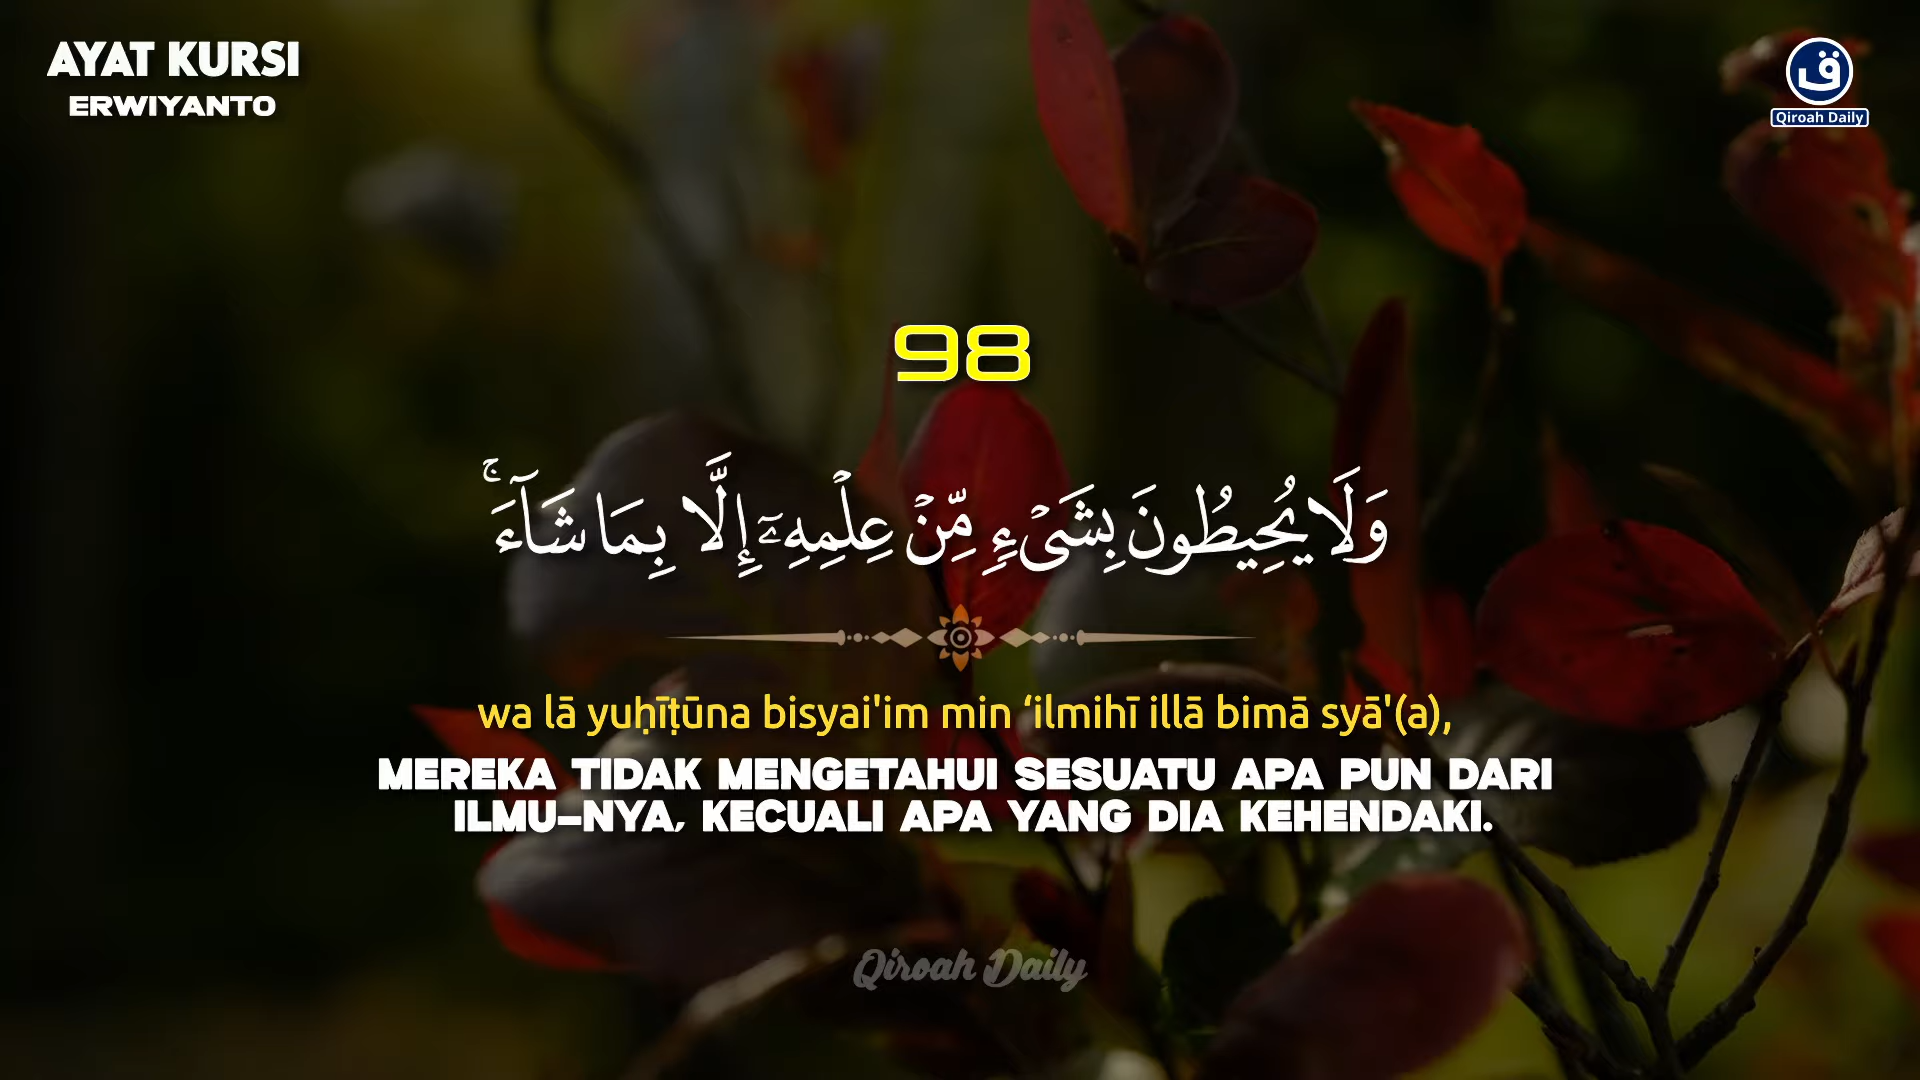 AYAT KURSI
ERWIYANTO
ق
Qiroah Daily
98
وَلَا يُحِيطُونَ بِشَىْءٍ مِّنْ عِلْمِهِۦٓ إِلَّا بِمَا شَآءَ ۚ
wa lā yuḥīṭūna bisyai'im min ‘ilmihī illā bimā syā'(a),
MEREKA TIDAK MENGETAHUI SESUATU APA PUN DARI
ILMU-NYA, KECUALI APA YANG DIA KEHENDAKI.
Qiroah Daily